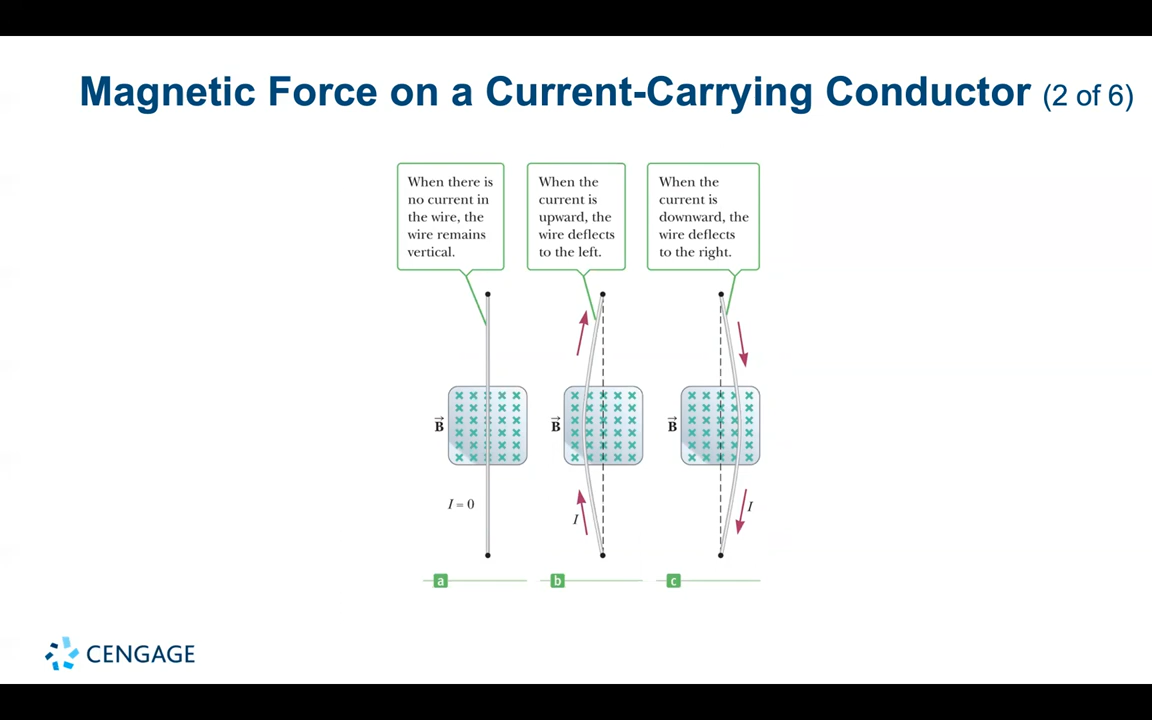 Magnetic Force on a Current-Carrying Conductor (2 of 6)
When there is
no current in
the wire, the
wire remains
vertical.
When the
current is
upward, the
wire deflects
to the left.
When the
current is
downward, the
wire deflects
to the right.
B
B
B
I = 0
I
I
a
b
c
CENGAGE